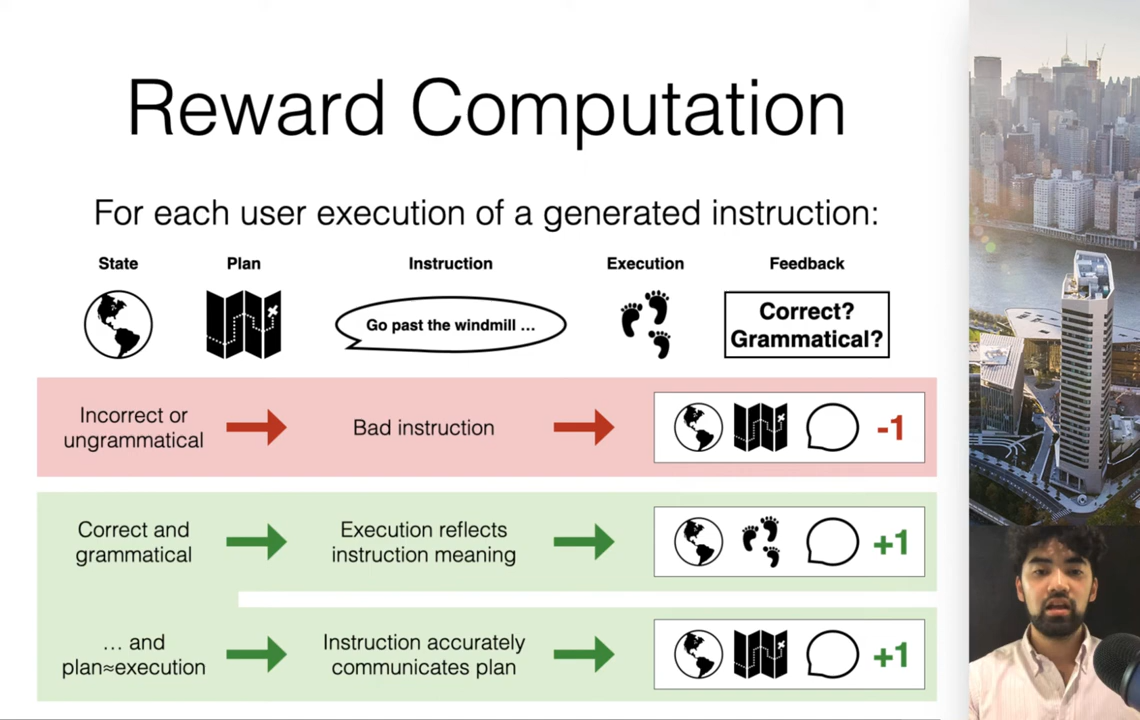 Reward Computation
For each user execution of a generated instruction:
State Plan Instruction Execution Feedback
Go past the windmill ...
Correct?
Grammatical?
Incorrect or
ungrammatical
Bad instruction
-1
Correct and
grammatical
Execution reflects
instruction meaning
+1
... and
plan≈execution
Instruction accurately
communicates plan
+1